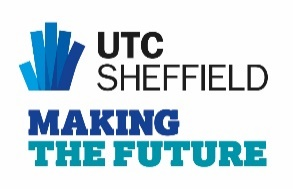 UTC
SHEFFIELD
MAKING
THE FUTURE